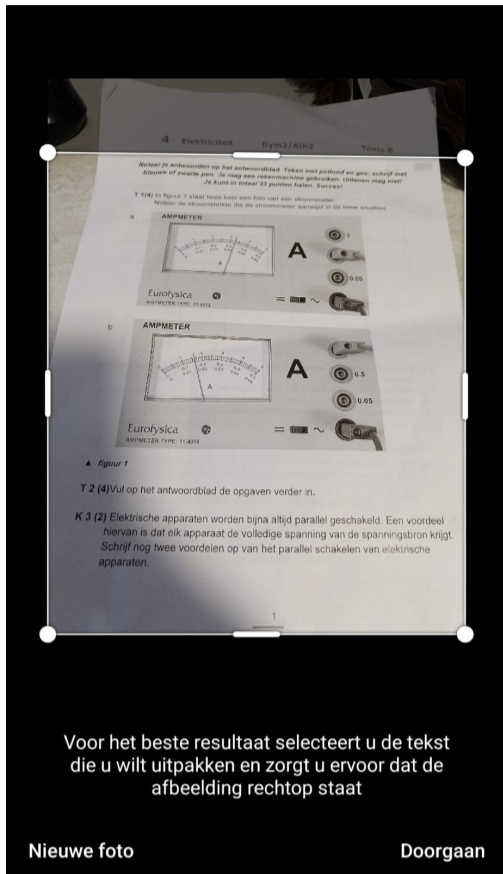 4 Elektriciteit Gym2/Ath2 Toets B
Noteer je antwoorden op het antwoordblad. Teken met potlood en geo; schrijf met
blauwe of zwarte pen. Je mag een rekenmachine gebruiken. Uitlenen mag niet!
Je kunt in totaal 33 punten halen. Succes!
T 1(4) In figuur 1 staat twee keer een foto van een stroommeter.
Noteer de stroomsterkte die de stroommeter aanwijst in de twee situaties.
a AMPMETER
A
A
0.05
Eurofysica
AMPMETER TYPE: 11.4314
= ~
b AMPMETER
A
A
0.5
0.05
Eurofysica
AMPMETER TYPE: 11.4314
= ~
▲ figuur 1
T 2 (4)Vul op het antwoordblad de opgaven verder in.
K 3 (2) Elektrische apparaten worden bijna altijd parallel geschakeld. Een voordeel
hiervan is dat elk apparaat de volledige spanning van de spanningsbron krijgt.
Schrijf nog twee voordelen op van het parallel schakelen van elektrische
apparaten.
1
Voor het beste resultaat selecteert u de tekst
die u wilt uitpakken en zorgt u ervoor dat de
afbeelding rechtop staat
Nieuwe foto Doorgaan